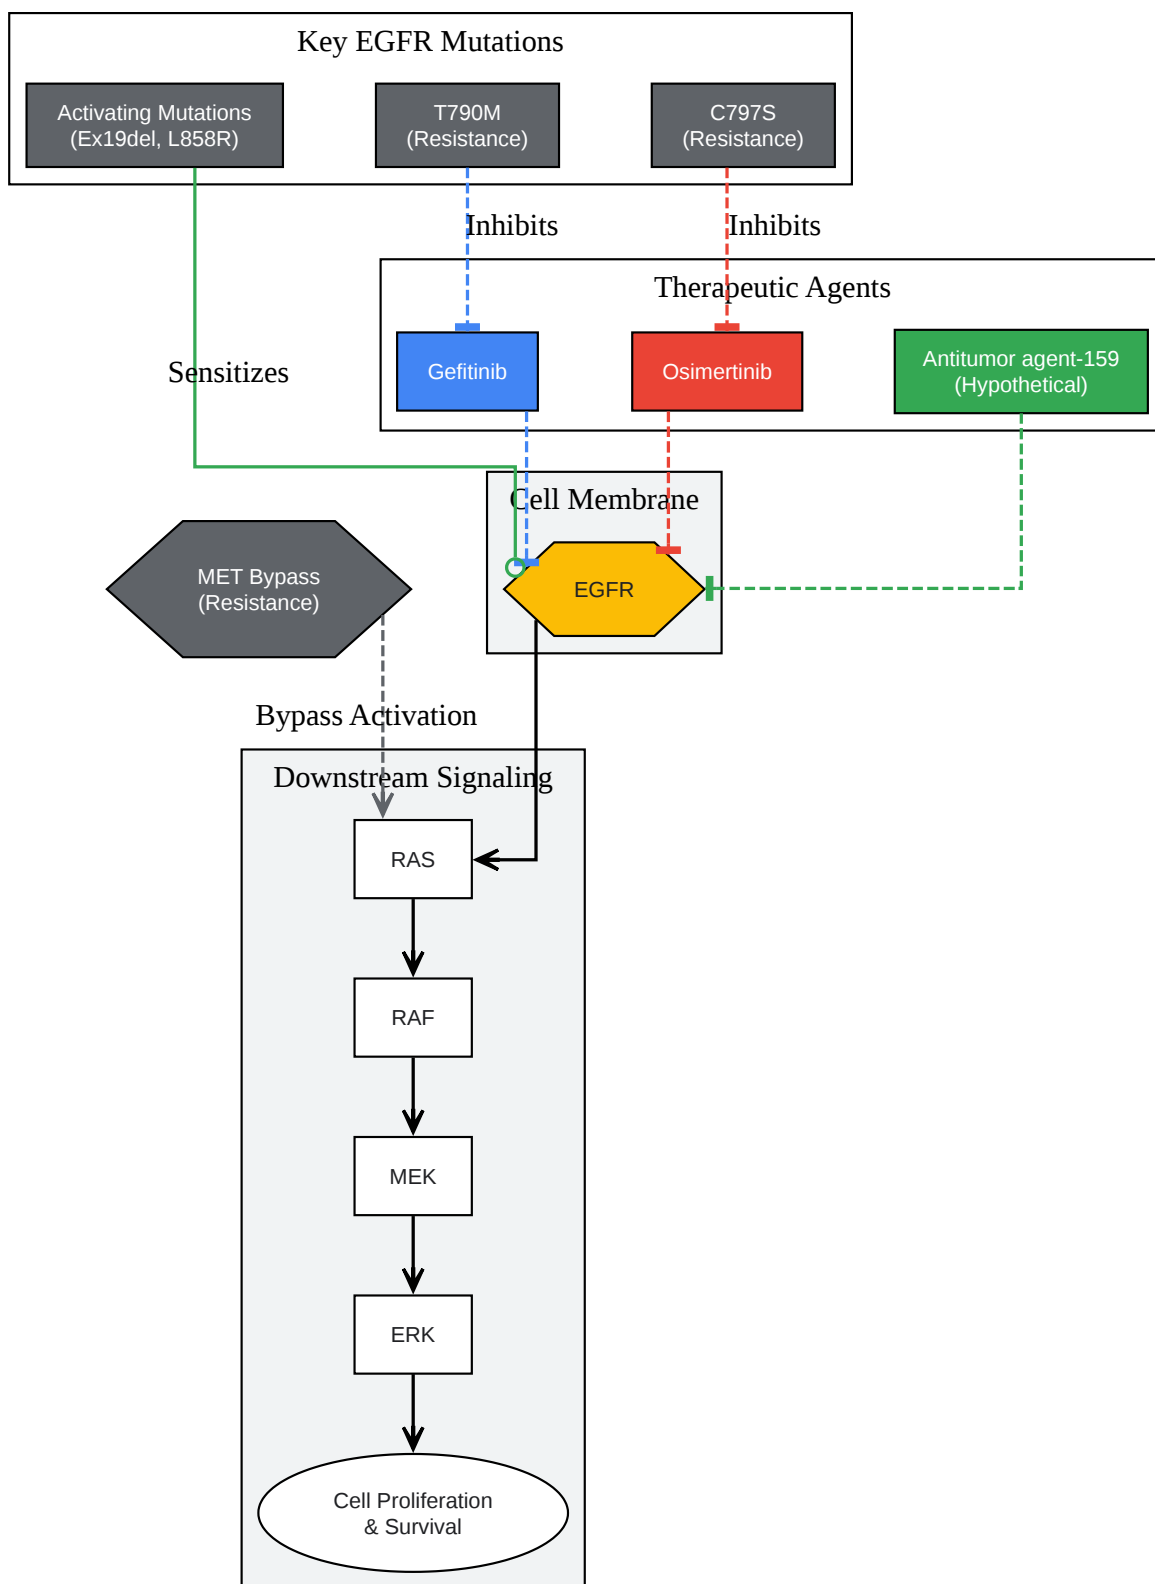 Key EGFR Mutations
Activating Mutations
(Ex19del, L858R)
T790M
(Resistance)
C797S
(Resistance)
Inhibits
Inhibits
Therapeutic Agents
Gefitinib
Osimertinib
Antitumor agent-159
(Hypothetical)
Sensitizes
Cell Membrane
EGFR
MET Bypass
(Resistance)
Bypass Activation
Downstream Signaling
RAS
RAF
MEK
ERK
Cell Proliferation
& Survival